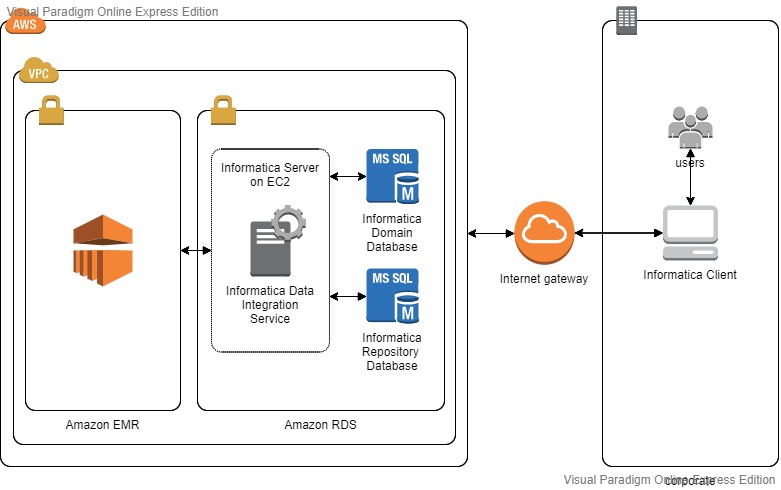 Visual Paradigm Online Express Edition
AWS
VPC
Informatica Server
on EC2
MS SQL
M
Informatica
Domain
Database
Informatica Data
Integration
Service
MS SQL
M
Informatica
Repository
Database
Amazon EMR
Amazon RDS
Internet gateway
users
Informatica Client
Visual Paradigm Online Express Edition
corporate